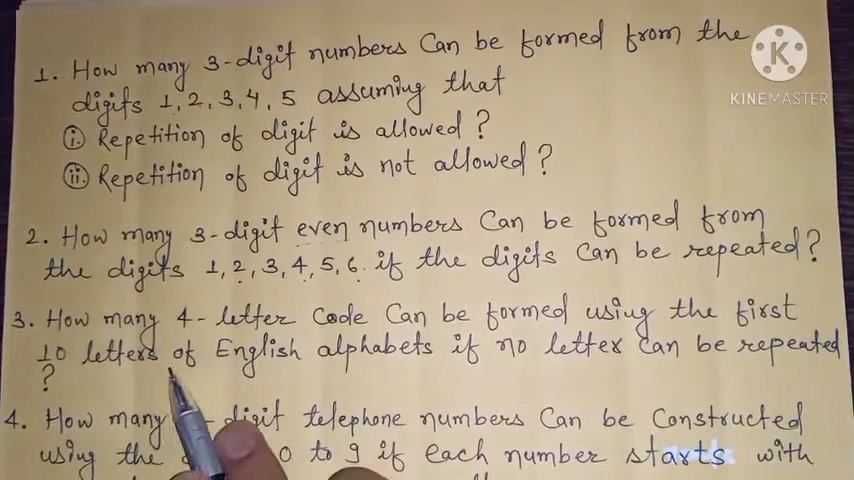 1. How many 3-digit numbers can be formed from the
digits 1, 2, 3, 4, 5 assuming that
(i). Repetition of digit is allowed?
(ii). Repetition of digit is not allowed?
2. How many 3-digit even numbers can be formed from
the digits 1, 2, 3, 4, 5, 6 if the digits can be repeated?
3. How many 4-letter code can be formed using the first
10 letters of English alphabets if no letter can be repeated
?
4. How many -digit telephone numbers can be constructed
using the 0 to 9 if each number starts with
KINEMASTER